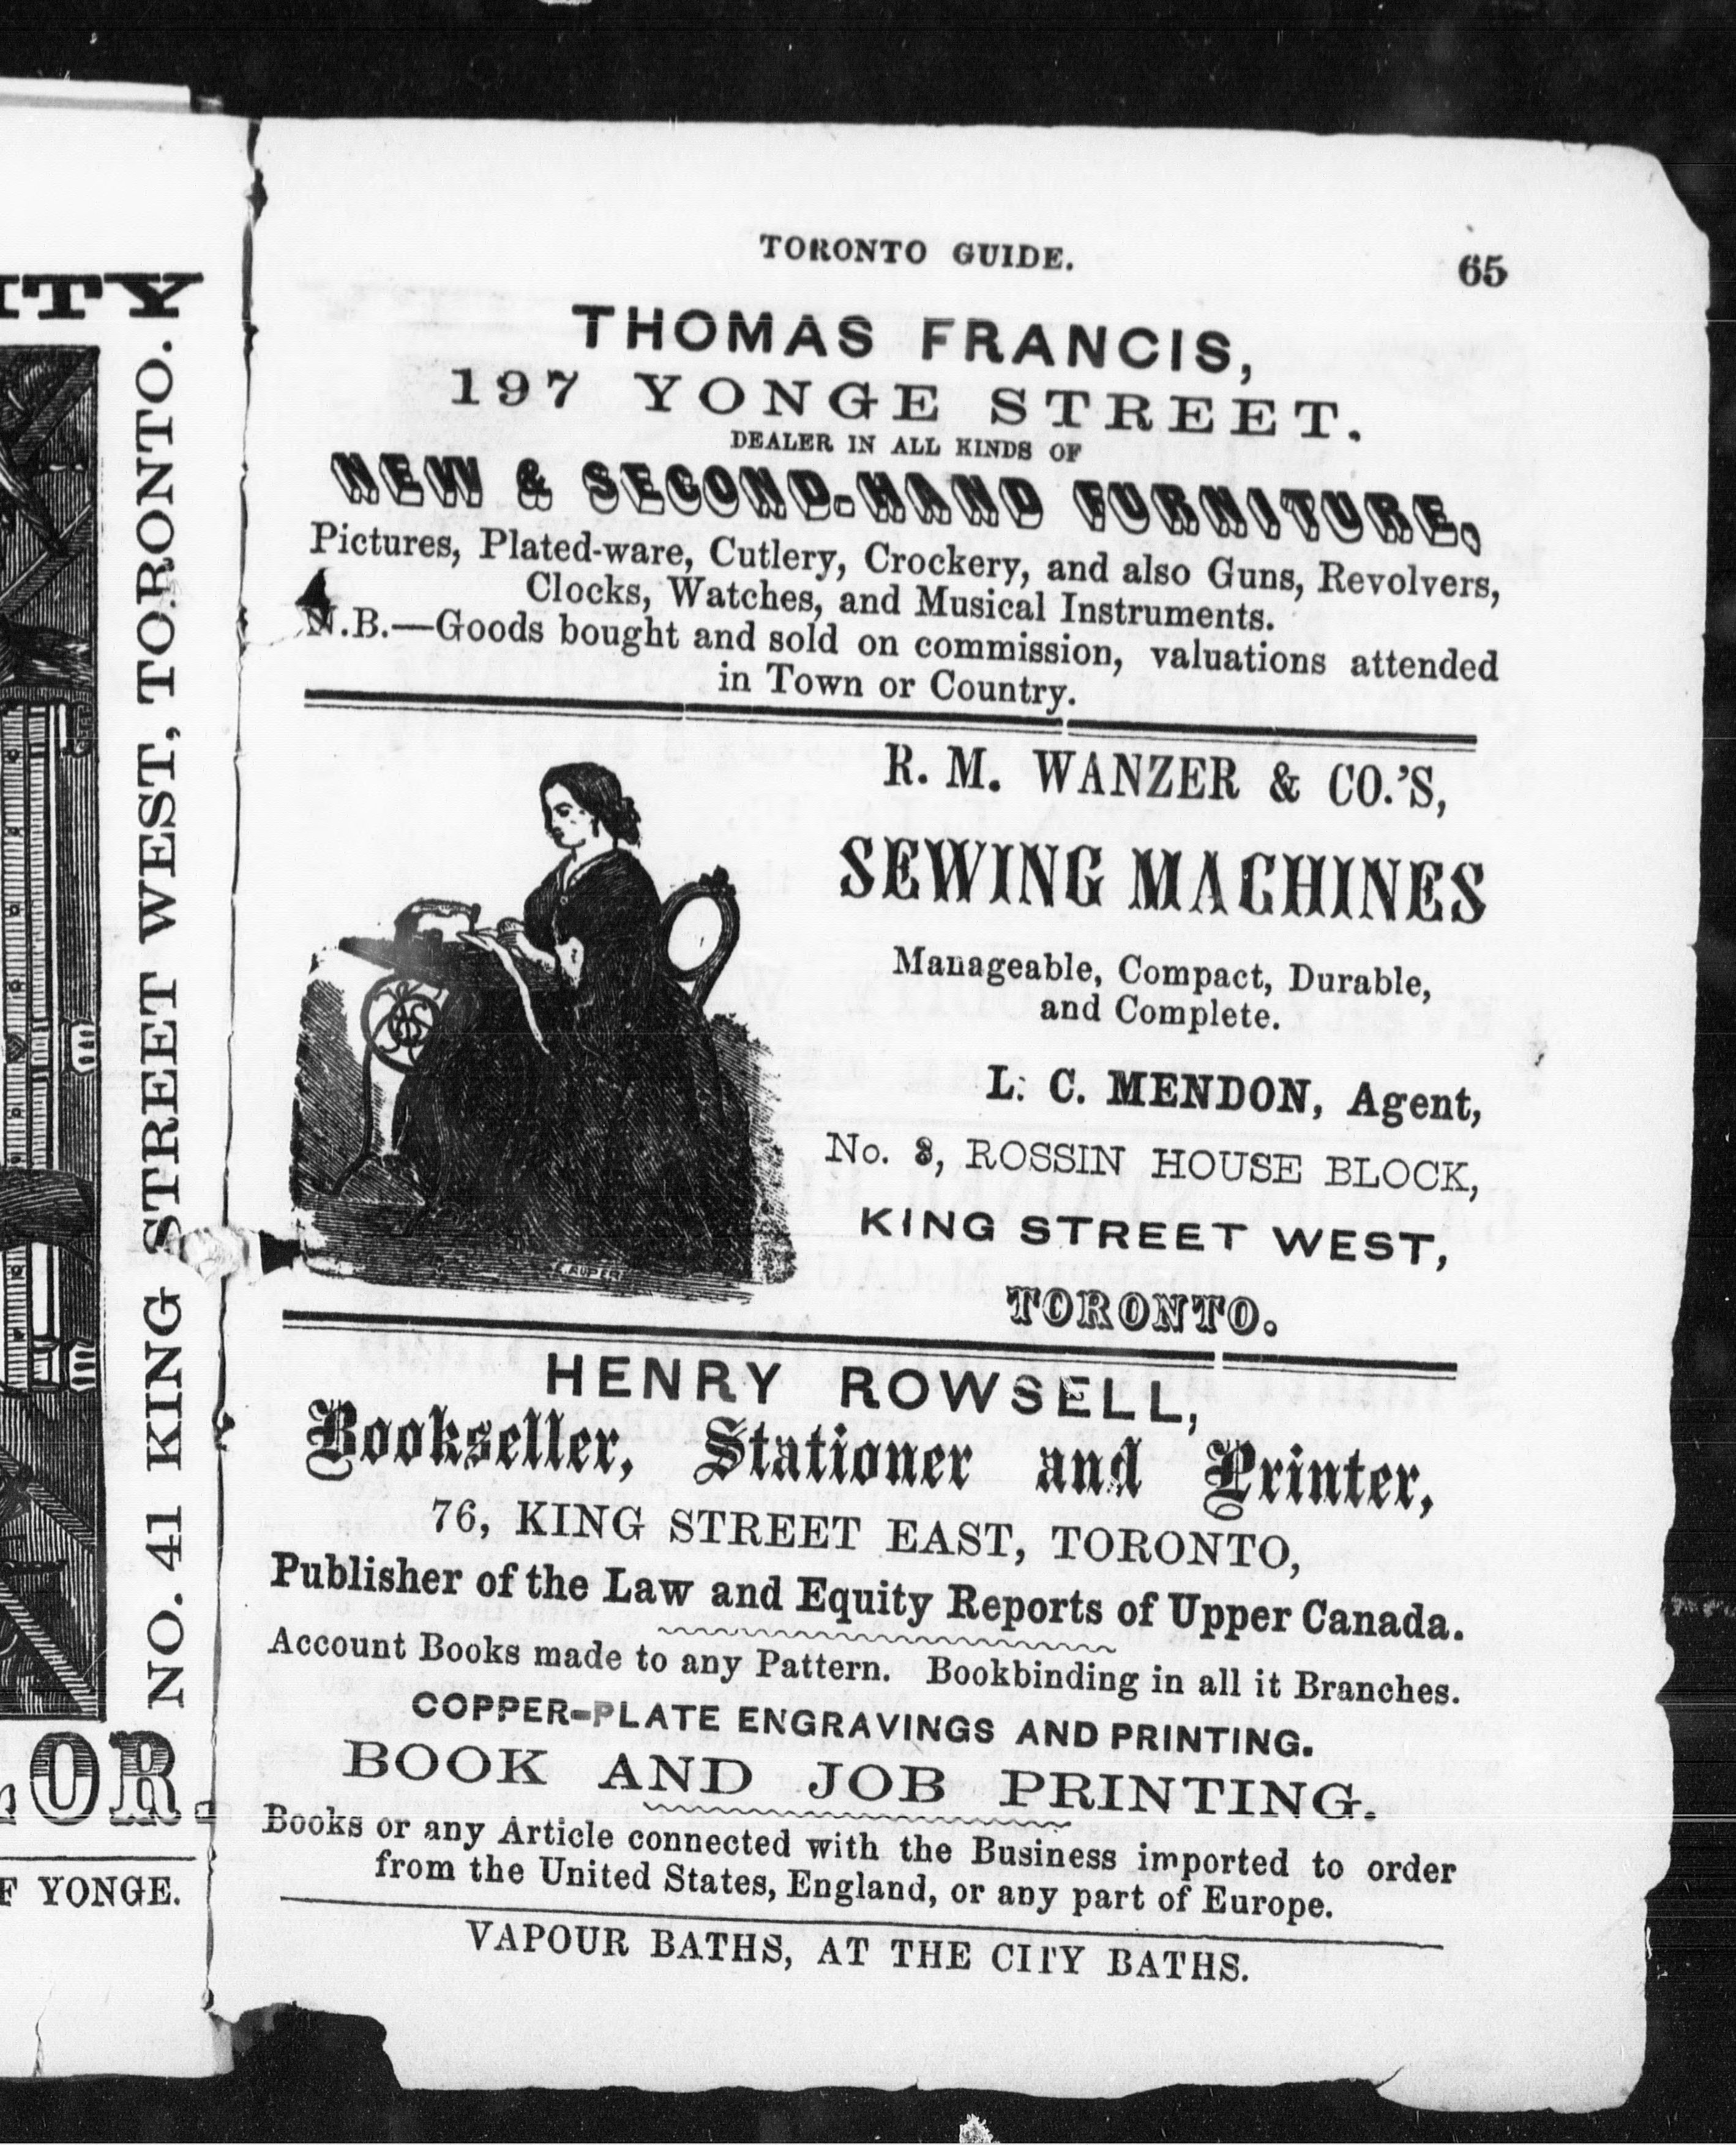 ITY
NO. 41 KING STREET WEST, TORONTO.
LOR.
F YONGE.
TORONTO GUIDE.
65
THOMAS FRANCIS,
197 YONGE STREET.
DEALER IN ALL KINDS OF
NEW & SECOND-HAND FURNITURE,
Pictures, Plated-ware, Cutlery, Crockery, and also Guns, Revolvers,
Clocks, Watches, and Musical Instruments.
N.B.—Goods bought and sold on commission, valuations attended
in Town or Country.
R. M. WANZER & CO.'S,
SEWING MACHINES
Manageable, Compact, Durable,
and Complete.
L. C. MENDON, Agent,
No. 3, ROSSIN HOUSE BLOCK,
KING STREET WEST,
TORONTO.
HENRY ROWSELL,
Bookseller, Stationer and Printer,
76, KING STREET EAST, TORONTO,
Publisher of the Law and Equity Reports of Upper Canada.
Account Books made to any Pattern. Bookbinding in all it Branches.
COPPER-PLATE ENGRAVINGS AND PRINTING.
BOOK AND JOB PRINTING.
Books or any Article connected with the Business imported to order
from the United States, England, or any part of Europe.
VAPOUR BATHS, AT THE CITY BATHS.